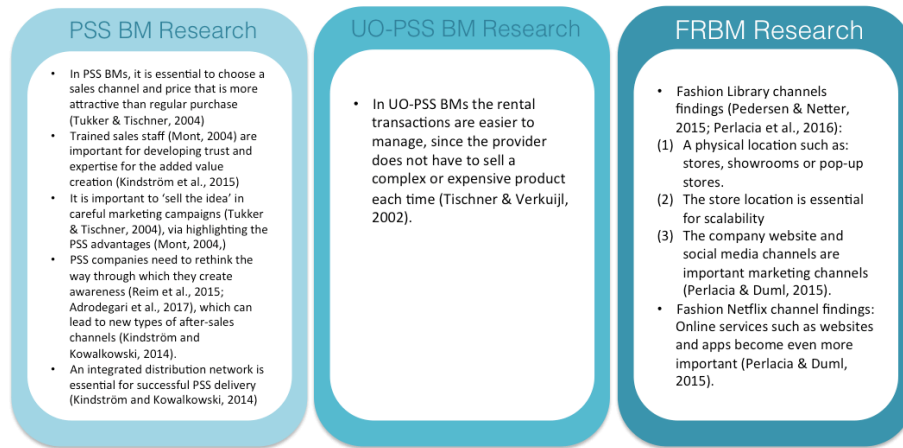 PSS BM Research
• In PSS BMs, it is essential to choose a
sales channel and price that is more
attractive than regular purchase
(Tukker & Tischner, 2004)
• Trained sales staff (Mont, 2004) are
important for developing trust and
expertise for the added value
creation (Kindström et al., 2015)
• It is important to ‘sell the idea’ in
careful marketing campaigns (Tukker
& Tischner, 2004), via highlighting the
PSS advantages (Mont, 2004,)
• PSS companies need to rethink the
way through which they create
awareness (Reim et al., 2015;
Adrodegari et al., 2017), which can
lead to new types of after-sales
channels (Kindström and
Kowalkowski, 2014).
• An integrated distribution network is
essential for successful PSS delivery
(Kindström and Kowalkowski, 2014)
UO-PSS BM Research
• In UO-PSS BMs the rental
transactions are easier to
manage, since the provider
does not have to sell a
complex or expensive product
each time (Tischner & Verkuijl,
2002).
FRBM Research
• Fashion Library channels
findings (Pedersen & Netter,
2015; Perlacia et al., 2016):
(1) A physical location such as:
stores, showrooms or pop-up
stores.
(2) The store location is essential
for scalability
(3) The company website and
social media channels are
important marketing channels
(Perlacia & Duml, 2015).
• Fashion Netflix channel findings:
Online services such as websites
and apps become even more
important (Perlacia & Duml,
2015).